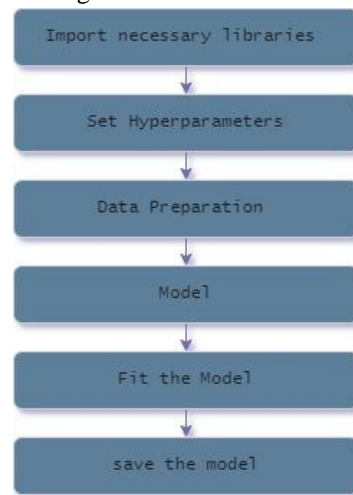 Import necessary libraries
Set Hyperparameters
Data Preparation
Model
Fit the Model
save the model